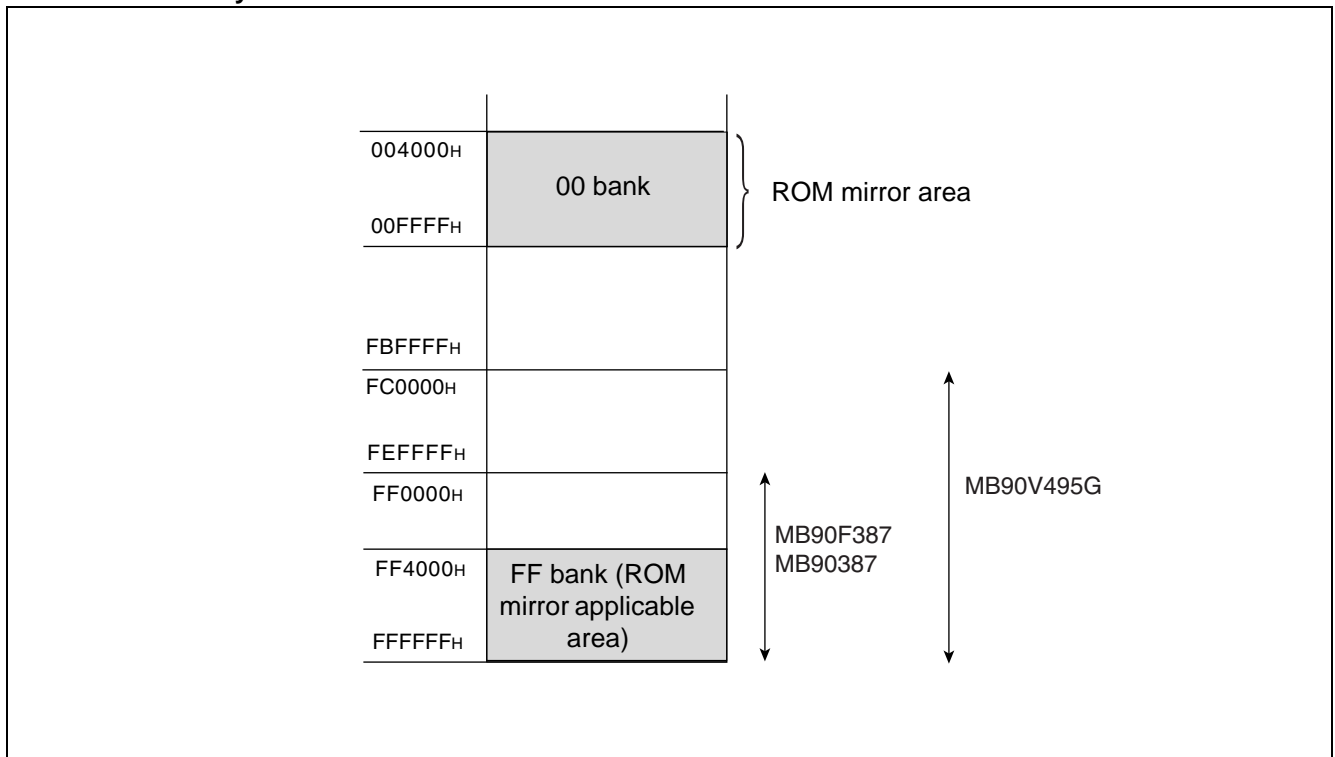 004000H
00 bank
ROM mirror area
00FFFFH
FBFFFFH
FC0000H
FEFFFFH
FF0000H
MB90V495G
MB90F387
MB90387
FF4000H
FF bank (ROM
mirror applicable
area)
FFFFFFH